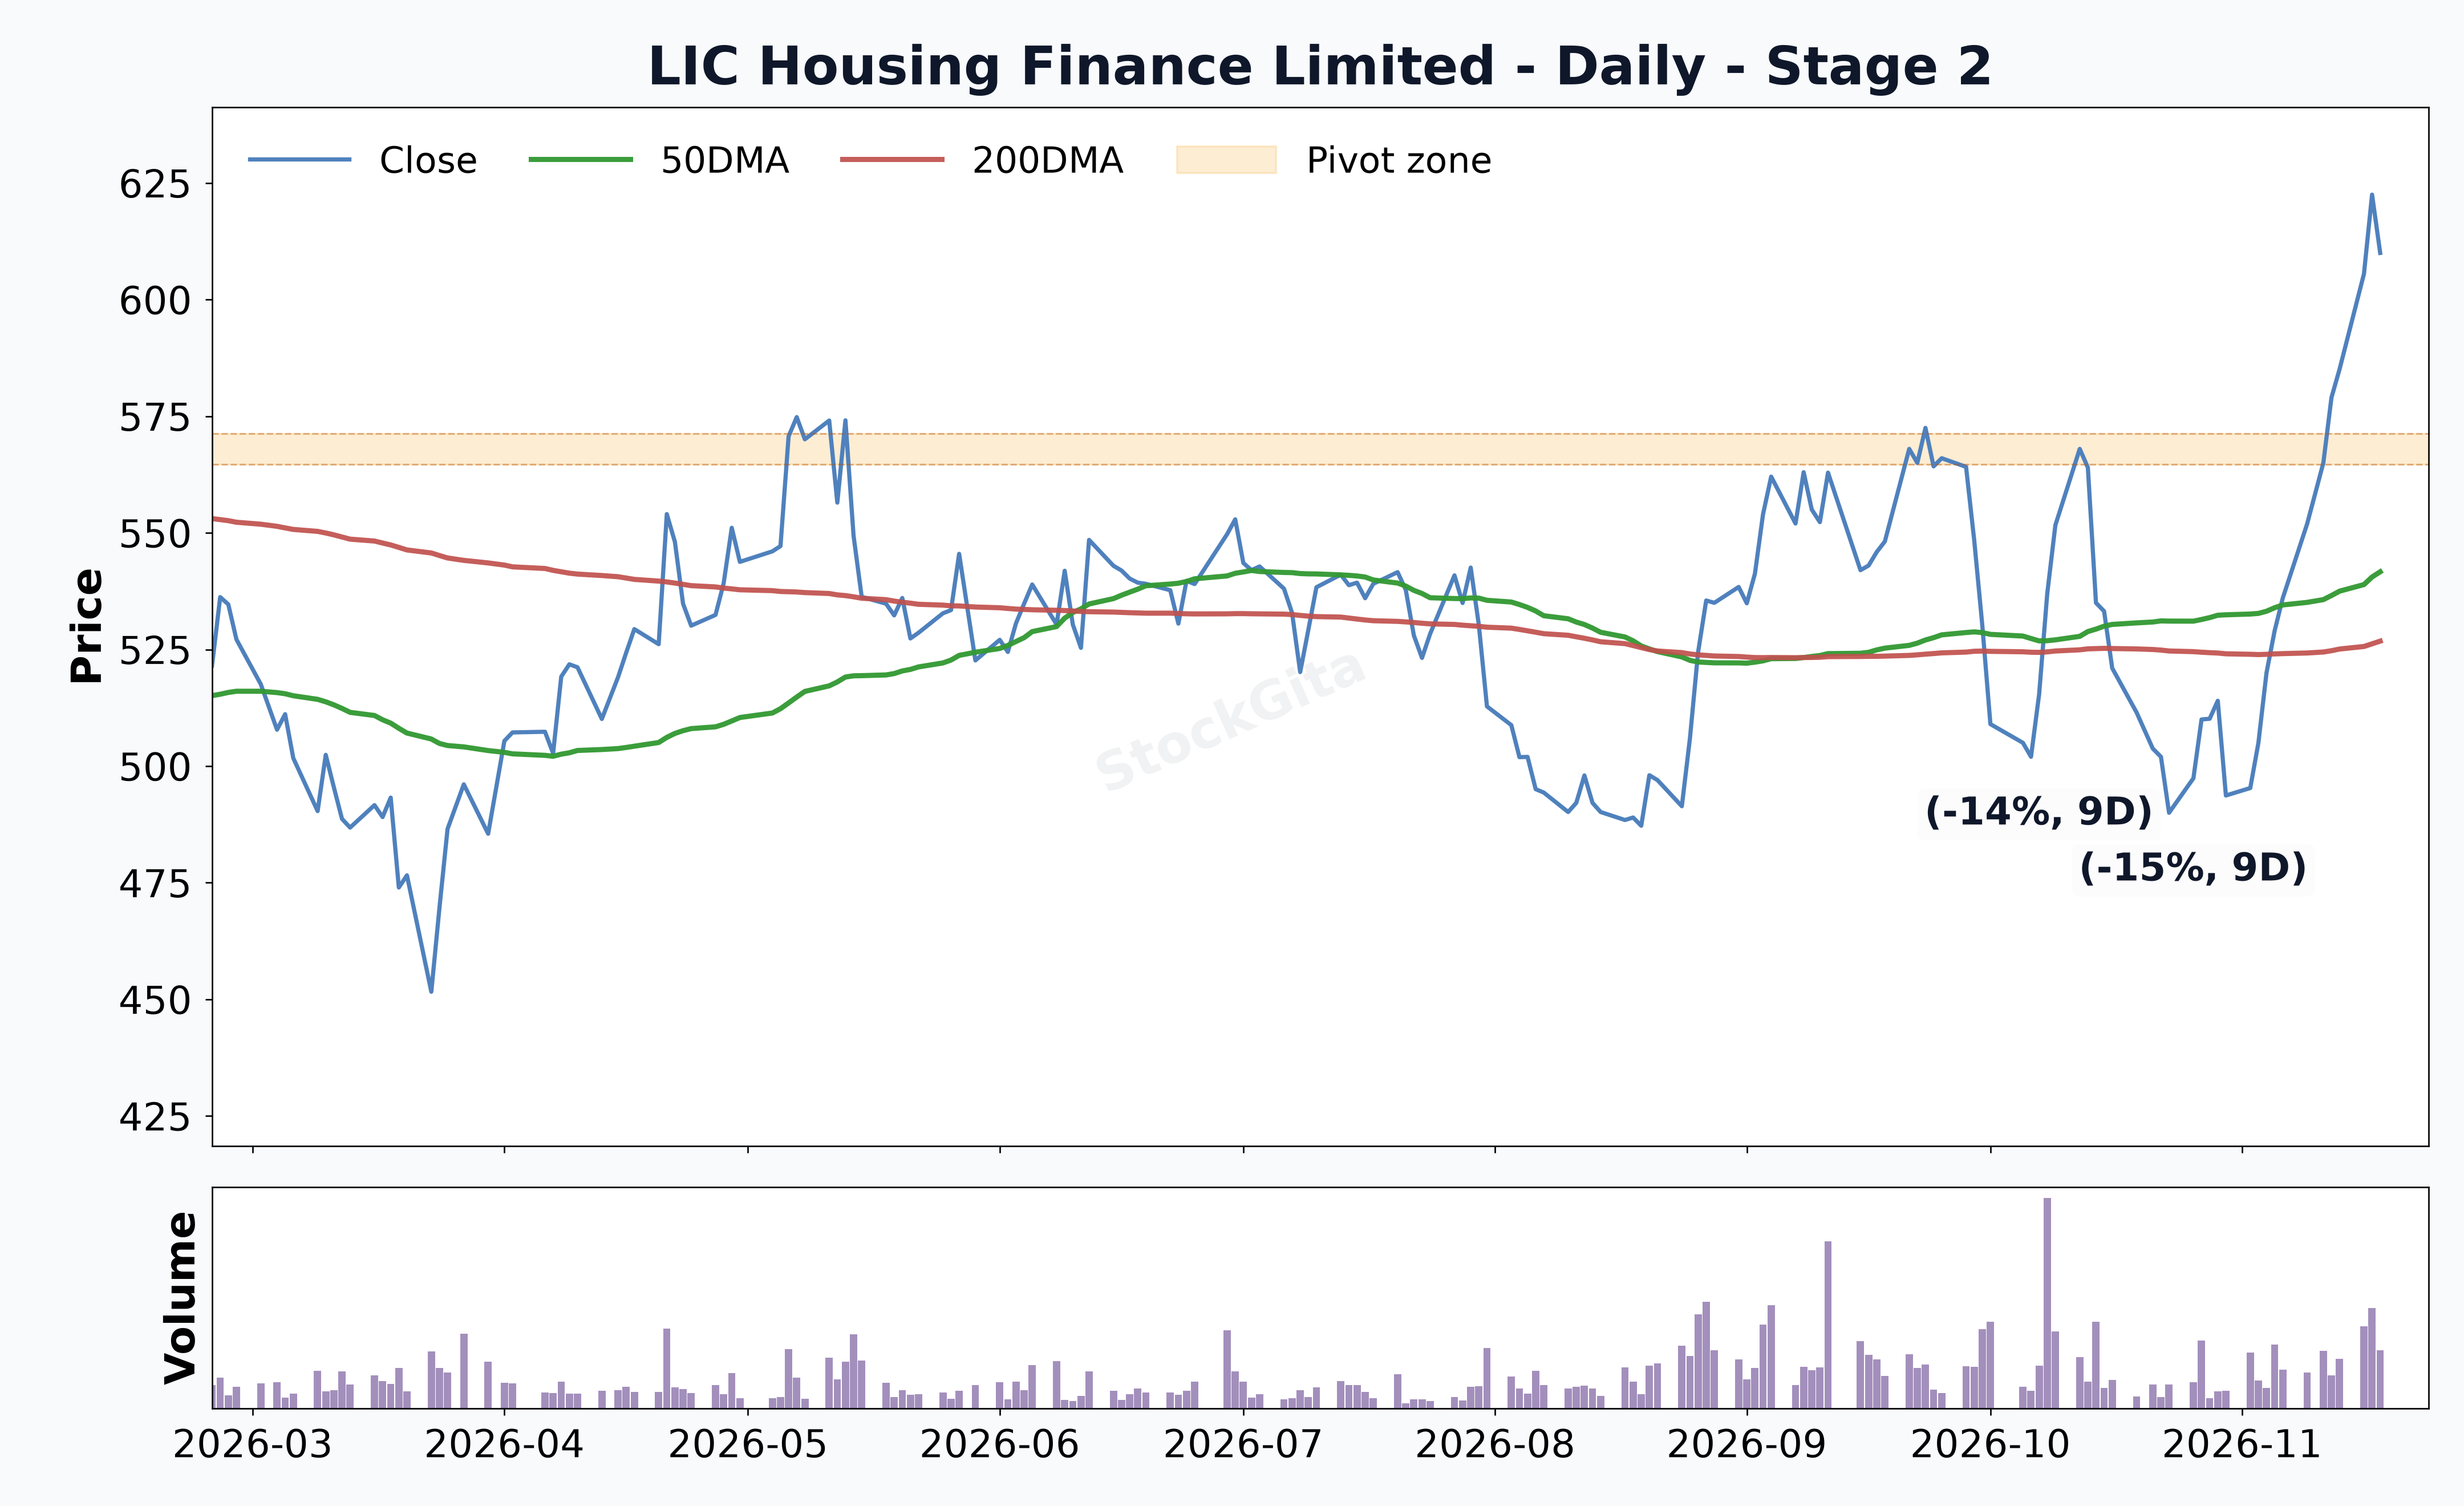 LIC Housing Finance Limited - Daily - Stage 2
Close 50DMA 200DMA Pivot zone
625
600
575
550
525
500
475
450
425
Price
StockGita
(-14%, 9D)
(-15%, 9D)
Volume
2026-03 2026-04 2026-05 2026-06 2026-07 2026-08 2026-09 2026-10 2026-11